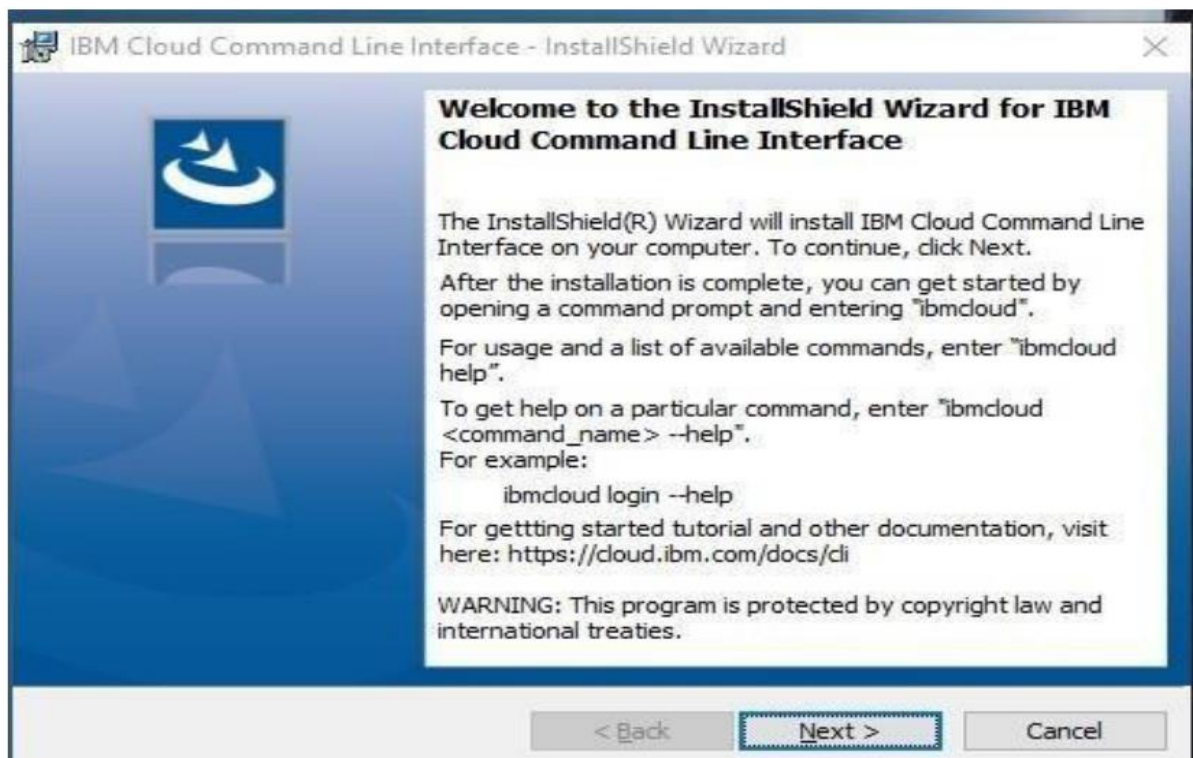 IBM Cloud Command Line Interface - InstallShield Wizard
Welcome to the InstallShield Wizard for IBM
Cloud Command Line Interface
The InstallShield(R) Wizard will install IBM Cloud Command Line
Interface on your computer. To continue, click Next.
After the installation is complete, you can get started by
opening a command prompt and entering "ibmcloud".
For usage and a list of available commands, enter "ibmcloud
help".
To get help on a particular command, enter "ibmcloud
<command_name> --help".
For example:
ibmcloud login --help
For gettting started tutorial and other documentation, visit
here: https://cloud.ibm.com/docs/cli
WARNING: This program is protected by copyright law and
international treaties.
< Back
Next >
Cancel